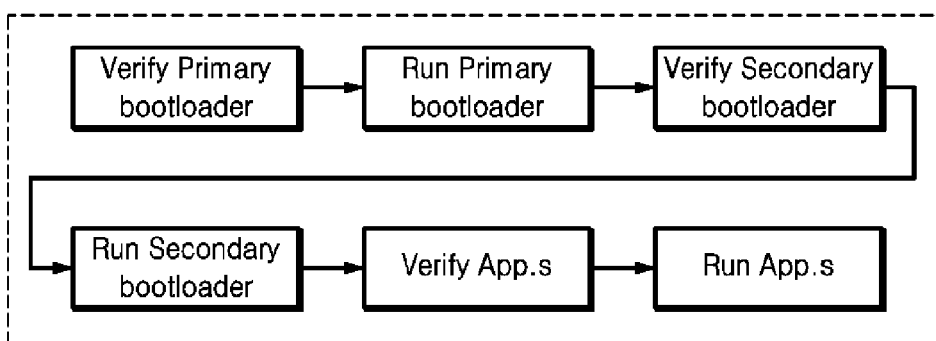 Verify Primary
bootloader
Run Primary
bootloader
Verify Secondary
bootloader
Run Secondary
bootloader
Verify App.s
Run App.s